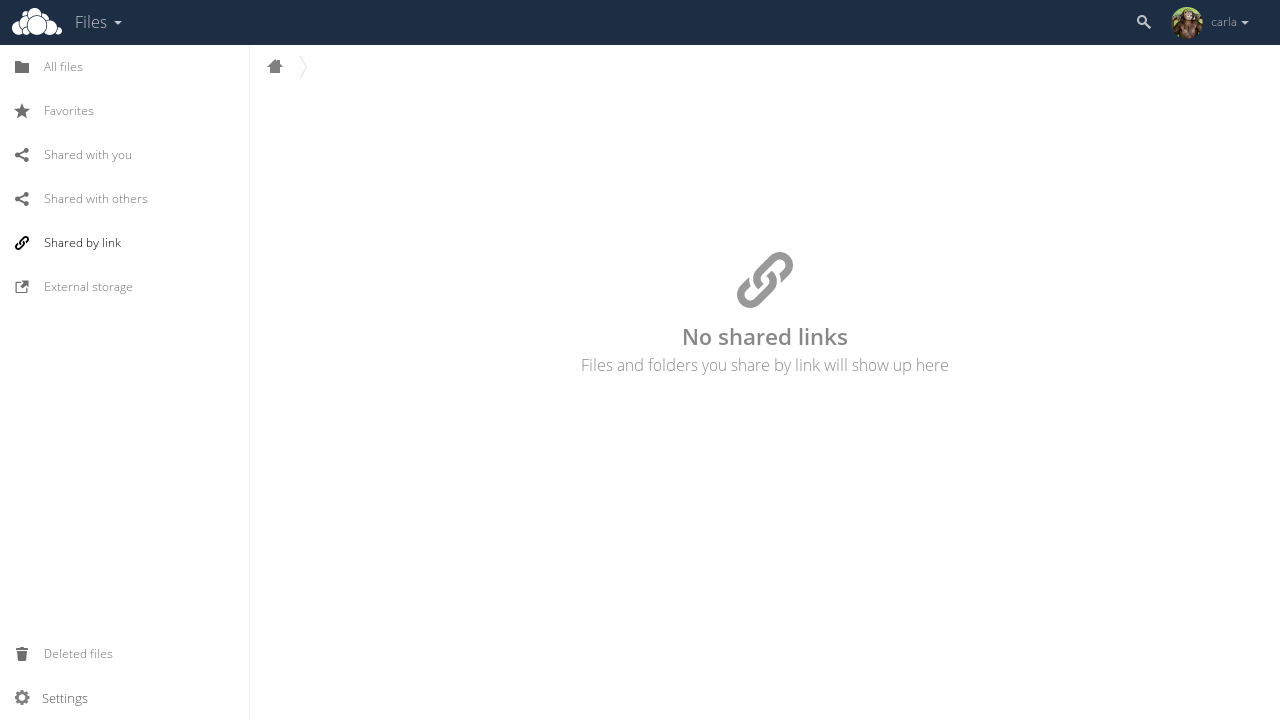 Files
carla
All files
Favorites
Shared with you
Shared with others
Shared by link
External storage
No shared links
Files and folders you share by link will show up here
Deleted files
Settings